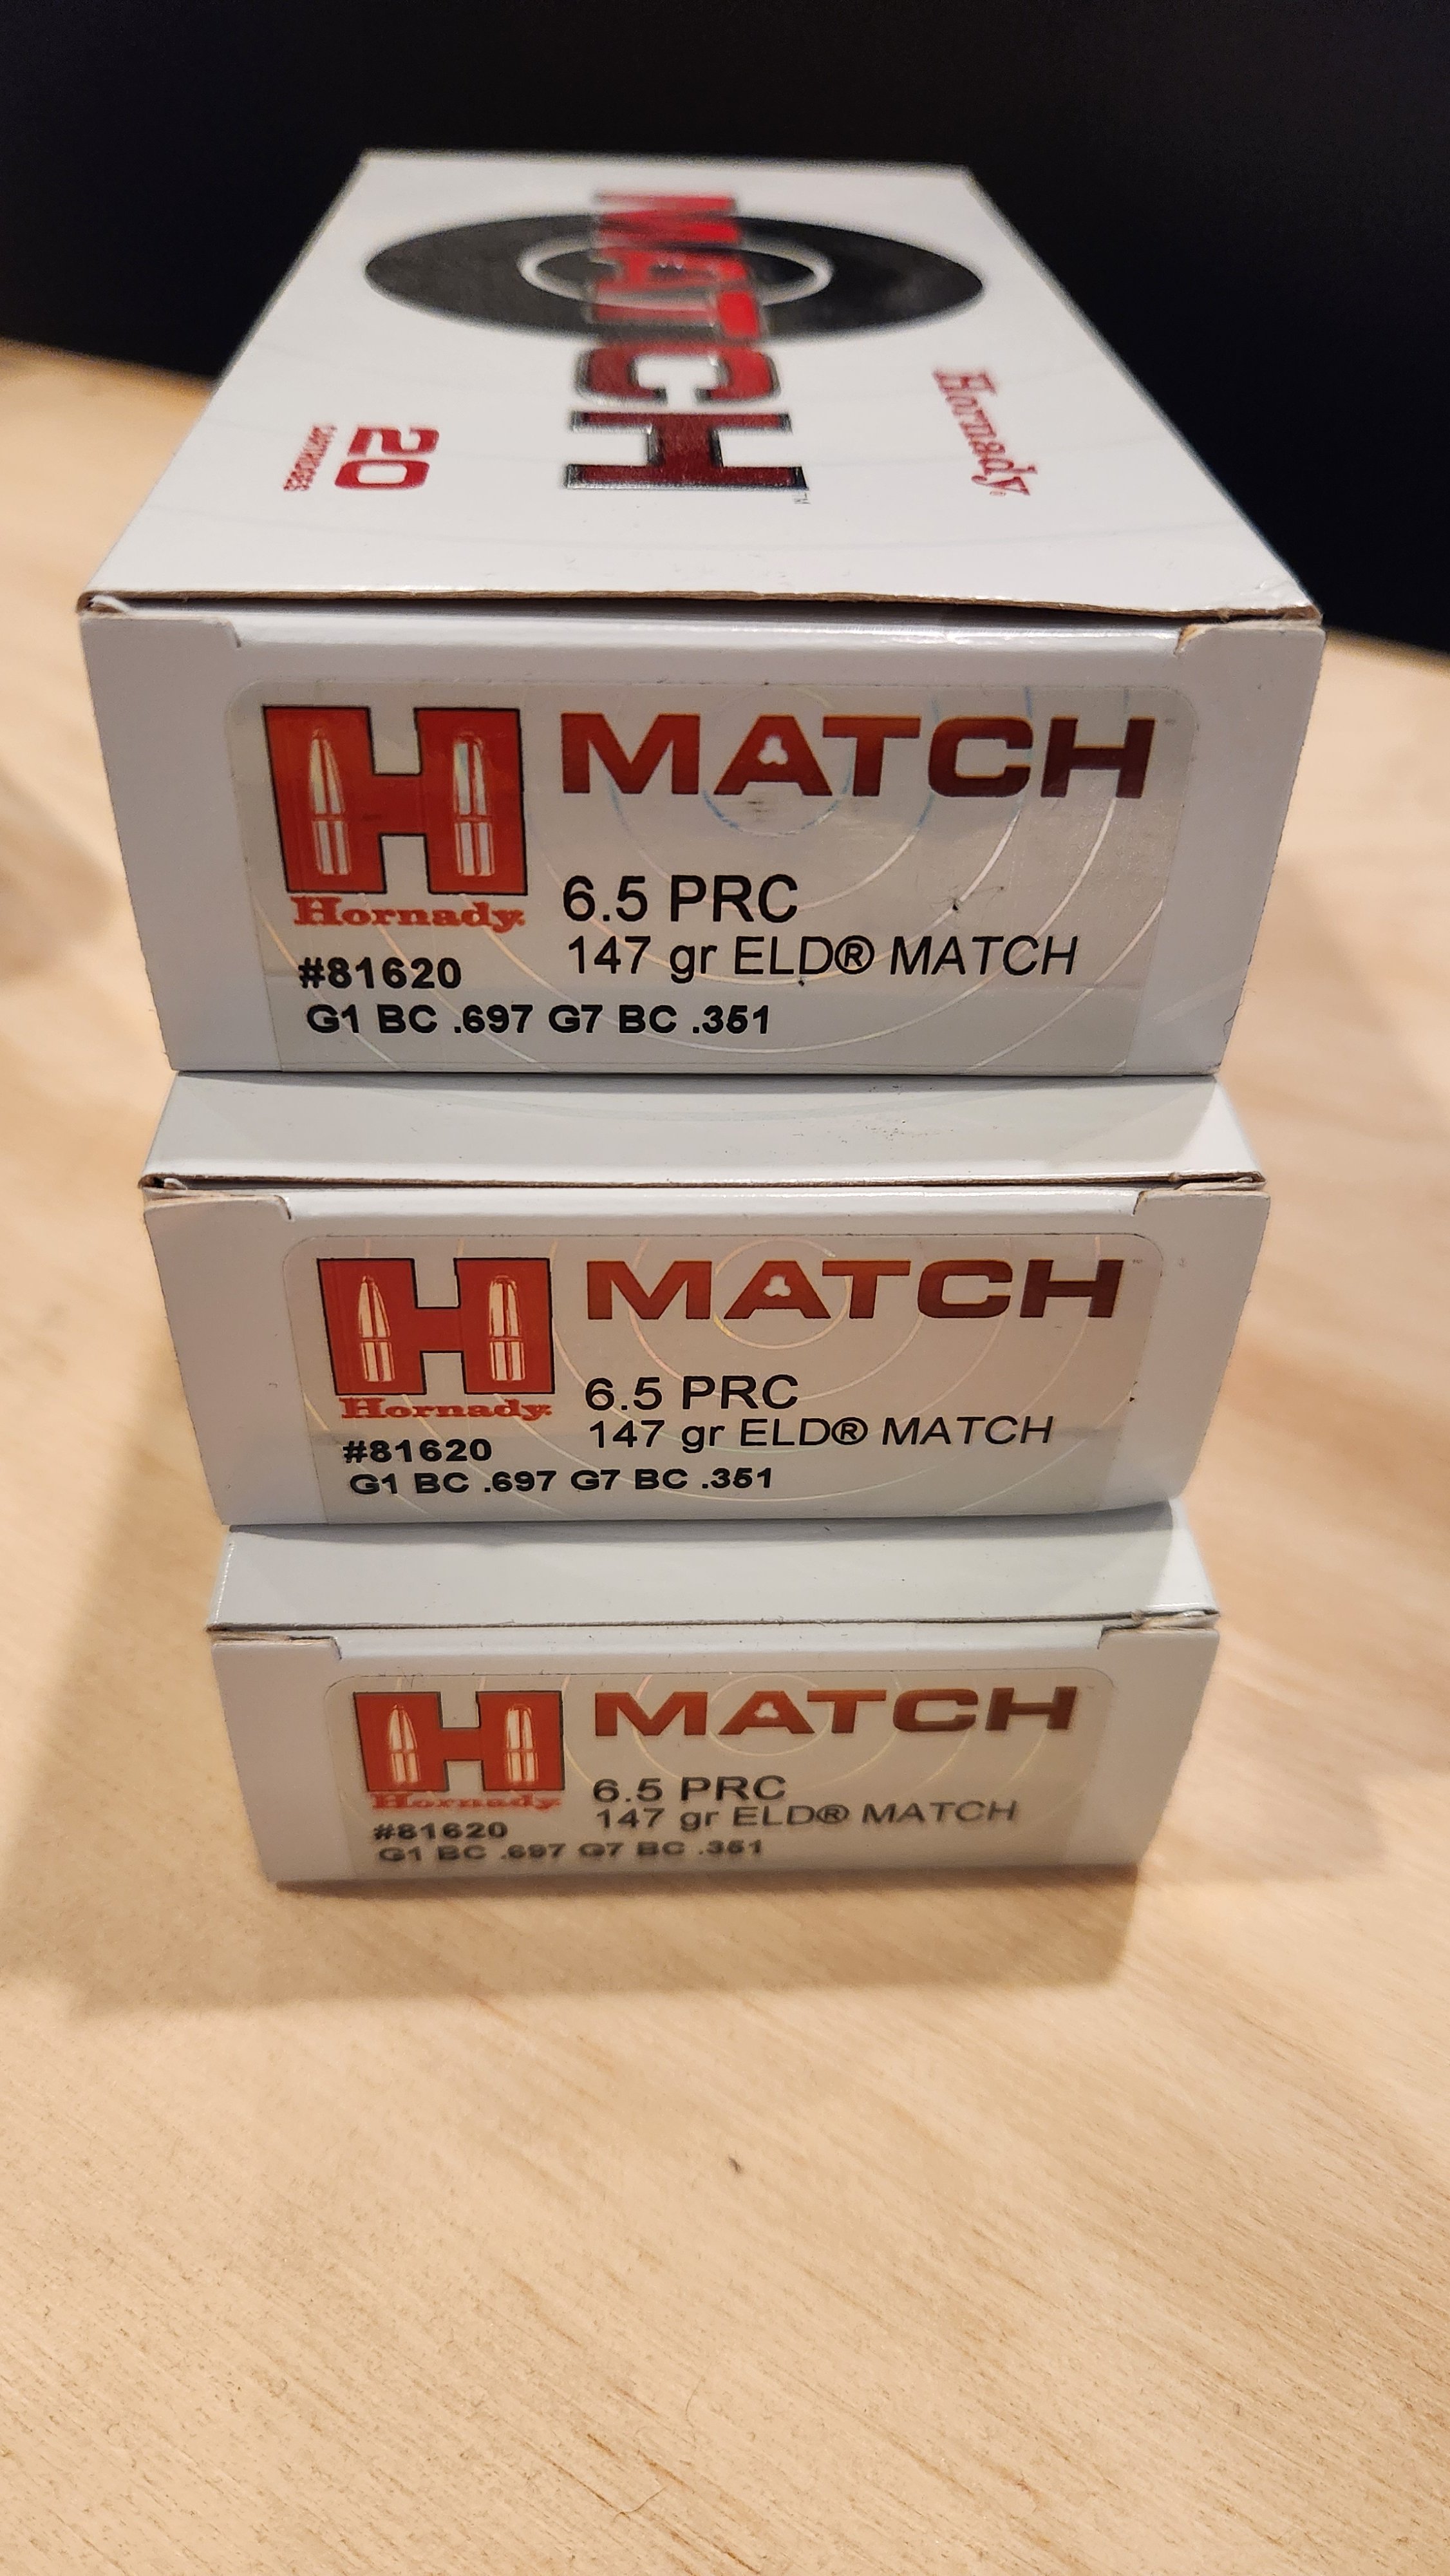 MATCH™
Hornady
20
CARTRIDGES
MATCH
Hornady
6.5 PRC
147 gr ELD® MATCH
#81620
G1 BC .697 G7 BC .351
MATCH
Hornady
6.5 PRC
147 gr ELD® MATCH
#81620
G1 BC .697 G7 BC .351
MATCH
Hornady
6.5 PRC
147 gr ELD® MATCH
#81620
G1 BC .697 G7 BC .351